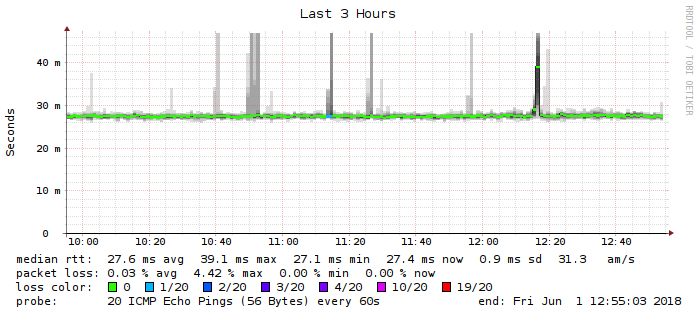 Last 3 Hours
RRDTOOL / TOBI OETIKER
Seconds
40 m
30 m
20 m
10 m
0
10:00 10:20 10:40 11:00 11:20 11:40 12:00 12:20 12:40
median rtt: 27.6 ms avg 39.1 ms max 27.1 ms min 27.4 ms now 0.9 ms sd 31.3 am/s
packet loss: 0.03 % avg 4.42 % max 0.00 % min 0.00 % now
loss color: 0 1/20 2/20 3/20 4/20 10/20 19/20
probe: 20 ICMP Echo Pings (56 Bytes) every 60s end: Fri Jun 1 12:55:03 2018